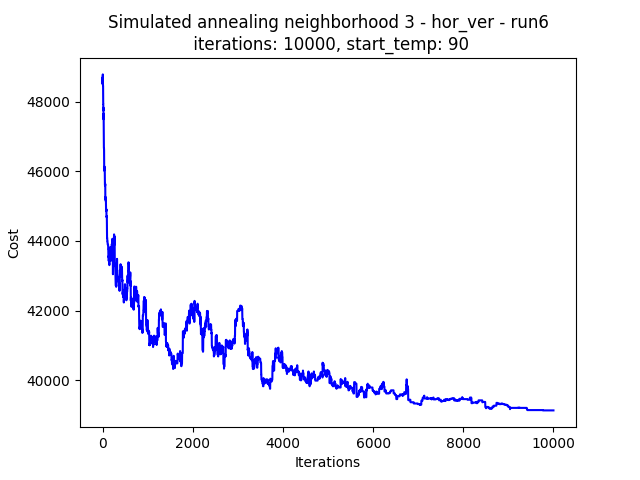 Simulated annealing neighborhood 3 - hor_ver - run6
iterations: 10000, start_temp: 90
48000
46000
44000
42000
40000
Cost
0
2000
4000
6000
8000
10000
Iterations